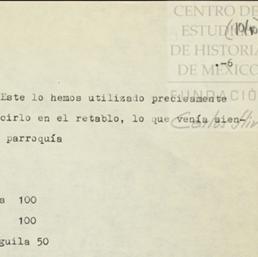 CENTRO DE
ESTUDI
DE HISTORIA
DE MÉXICO
FUNDACIÓ
.-6
Este lo hemos utilizado precisamente
cirlo en el retablo, lo que venía sien-
parroquía
a 100
100
guila 50